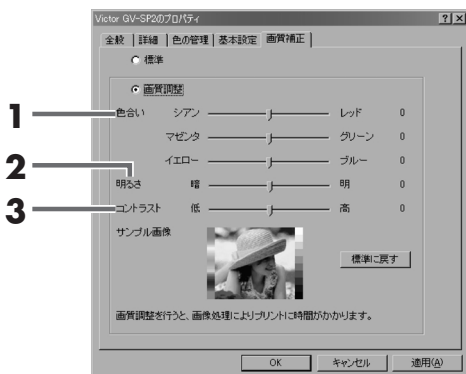 Victor GV-SP2のプロパティ
全般 詳細 色の管理 基本設定 画質補正
標準
画質調整
1 色合い シアン レッド 0
マゼンタ グリーン 0
イエロー ブルー 0
2 明るさ 暗 明 0
3 コントラスト 低 高 0
サンプル画像
標準に戻す
画質調整を行うと、画像処理によりプリントに時間がかかります。
OK キャンセル 適用(A)